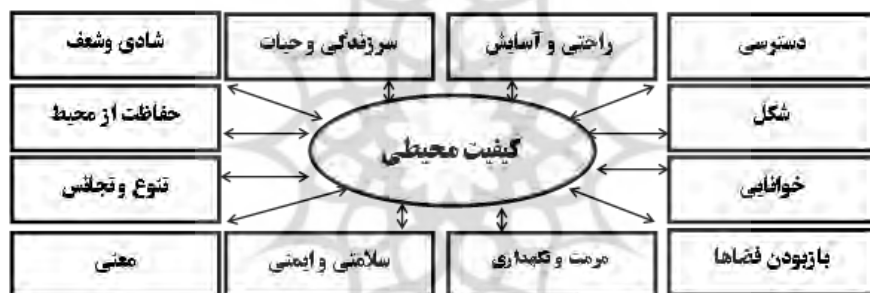 دسترسی
راحتی و آسایش
سرزندگی و حیات
شادی وشعف
شکل
حفاظت از محیط
کیفیت محیطی
خوانایی
تنوع و تجانس
بازبودن فضاها
مرمت و نگهداری
سلامتی و ایمنی
معنی